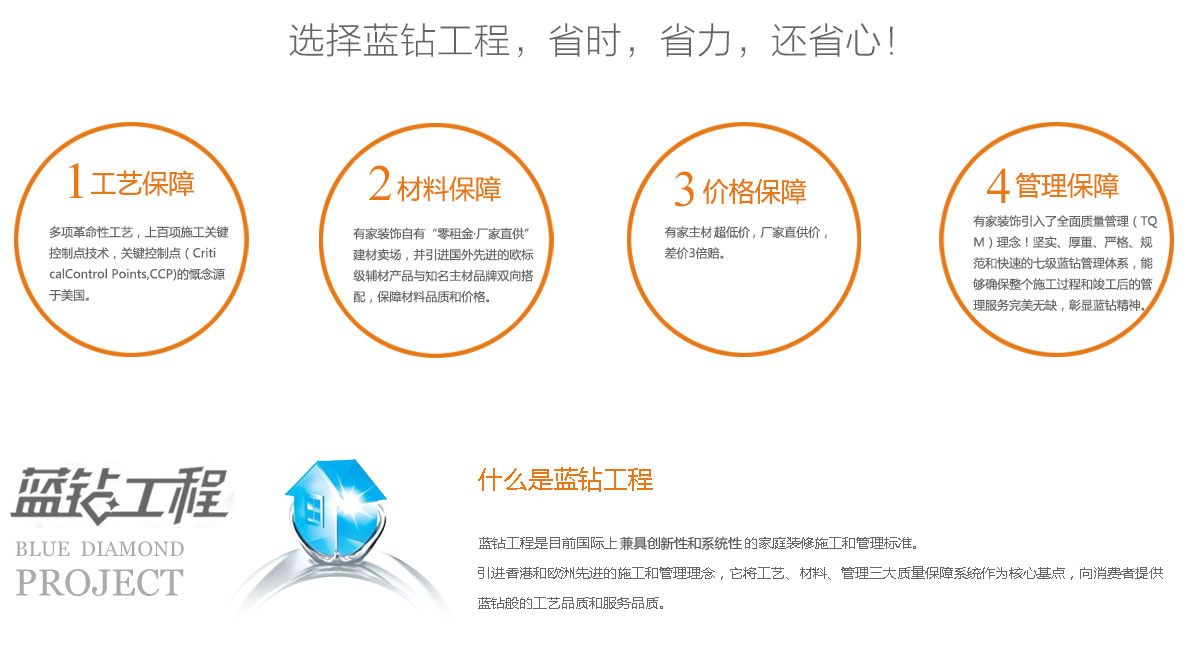 选择蓝钻工程，省时，省力，还省心！
1 工艺保障
多项革命性工艺，上百项施工关键
控制点技术，关键控制点（Criti
calControl Points,CCP)的慨念源
于美国。
2 材料保障
有家装饰自有“零租金·厂家直供”
建材卖场，并引进国外先进的欧标
级辅材产品与知名主材品牌双向搭
配，保障材料品质和价格。
3 价格保障
有家主材 超低价，厂家直供价，
差价3倍赔。
4 管理保障
有家装饰引入了全面质量管理（TQ
M）理念！坚实、厚重、严格、规
范和快速的七级蓝钻管理体系，能
够确保整个施工过程和竣工后的管
理服务完美无缺，彰显蓝钻精神。
蓝钻工程
BLUE DIAMOND
PROJECT
什么是蓝钻工程
蓝钻工程是目前国际上 兼具创新性和系统性 的家庭装修施工和管理标准。
引进香港和欧洲先进的施工和管理理念，它将工艺、材料、管理三大质量保障系统作为核心基点，向消费者提供
蓝钻般的工艺品质和服务品质。